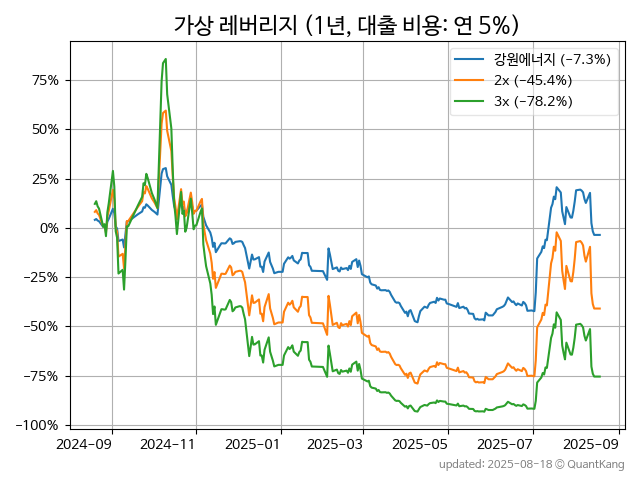 가상 레버리지 (1년, 대출 비용: 연 5%)
강원에너지 (−7.3%)
2x (−45.4%)
3x (−78.2%)
75%
50%
25%
0%
−25%
−50%
−75%
−100%
2024-09 2024-11 2025-01 2025-03 2025-05 2025-07 2025-09
updated: 2025-08-18 © QuantKang